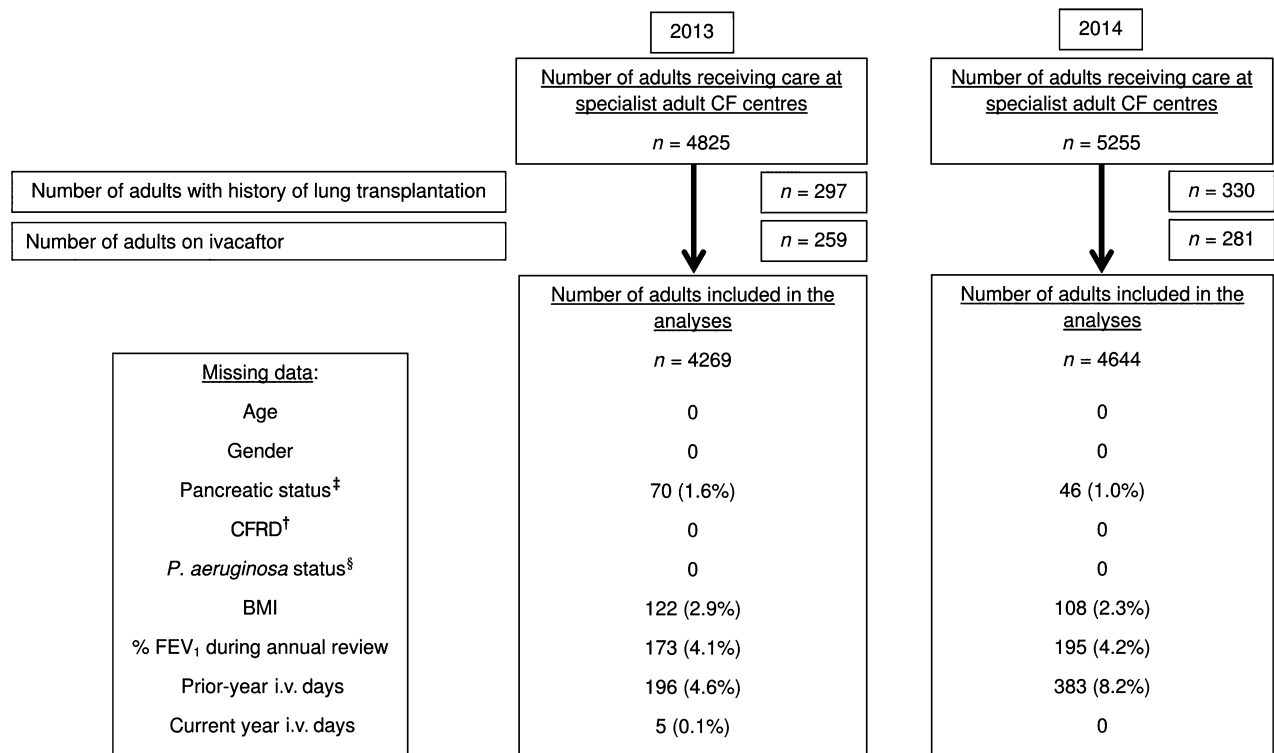 2013
2014
Number of adults receiving care at
specialist adult CF centres
n = 4825
Number of adults receiving care at
specialist adult CF centres
n = 5255
Number of adults with history of lung transplantation
n = 297
n = 330
Number of adults on ivacaftor
n = 259
n = 281
Number of adults included in the
analyses
n = 4269
Number of adults included in the
analyses
n = 4644
Missing data:
Age
0
0
Gender
0
0
Pancreatic status‡
70 (1.6%)
46 (1.0%)
CFRD†
0
0
P. aeruginosa status§
0
0
BMI
122 (2.9%)
108 (2.3%)
% FEV₁ during annual review
173 (4.1%)
195 (4.2%)
Prior-year i.v. days
196 (4.6%)
383 (8.2%)
Current year i.v. days
5 (0.1%)
0